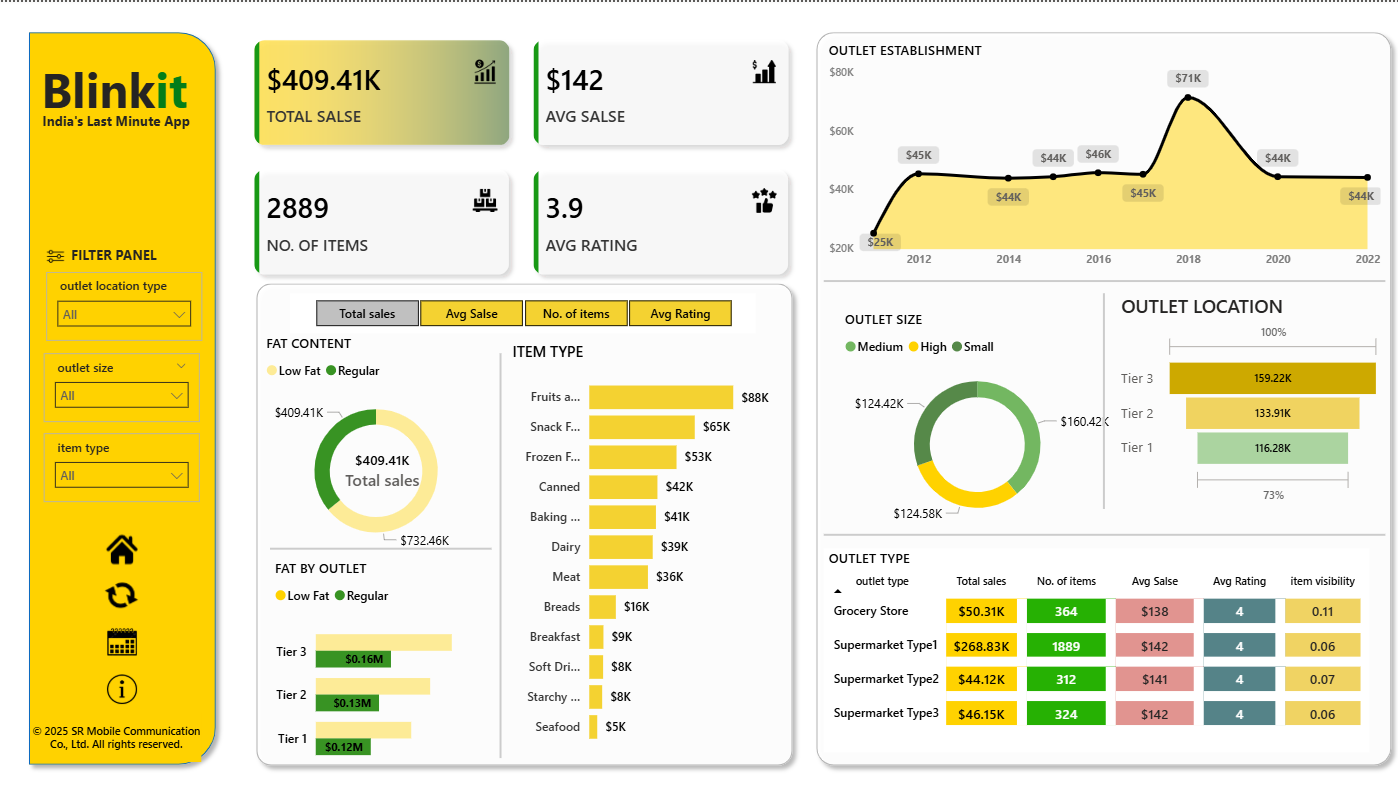 Blinkit
India's Last Minute App
FILTER PANEL
outlet location type
All
outlet size
All
item type
All
© 2025 SR Mobile Communication
Co., Ltd. All rights reserved.
$409.41K
TOTAL SALSE
$142
AVG SALSE
2889
NO. OF ITEMS
3.9
AVG RATING
Total sales
Avg Salse
No. of items
Avg Rating
FAT CONTENT
Low Fat
Regular
$409.41K
$409.41K
Total sales
$732.46K
FAT BY OUTLET
Low Fat
Regular
Tier 3
$0.16M
Tier 2
$0.13M
Tier 1
$0.12M
ITEM TYPE
Fruits a... $88K
Snack F... $65K
Frozen F... $53K
Canned $42K
Baking ... $41K
Dairy $39K
Meat $36K
Breads $16K
Breakfast $9K
Soft Dri... $8K
Starchy ... $8K
Seafood $5K
OUTLET ESTABLISHMENT
$80K
$60K
$40K
$20K
$25K
$45K
$44K
$44K
$46K
$45K
$71K
$44K
$44K
2012 2014 2016 2018 2020 2022
OUTLET SIZE
Medium
High
Small
$124.42K
$160.42K
$124.58K
OUTLET LOCATION
100%
Tier 3 159.22K
Tier 2 133.91K
Tier 1 116.28K
73%
OUTLET TYPE
outlet type Total sales No. of items Avg Salse Avg Rating item visibility
Grocery Store $50.31K 364 $138 4 0.11
Supermarket Type1 $268.83K 1889 $142 4 0.06
Supermarket Type2 $44.12K 312 $141 4 0.07
Supermarket Type3 $46.15K 324 $142 4 0.06